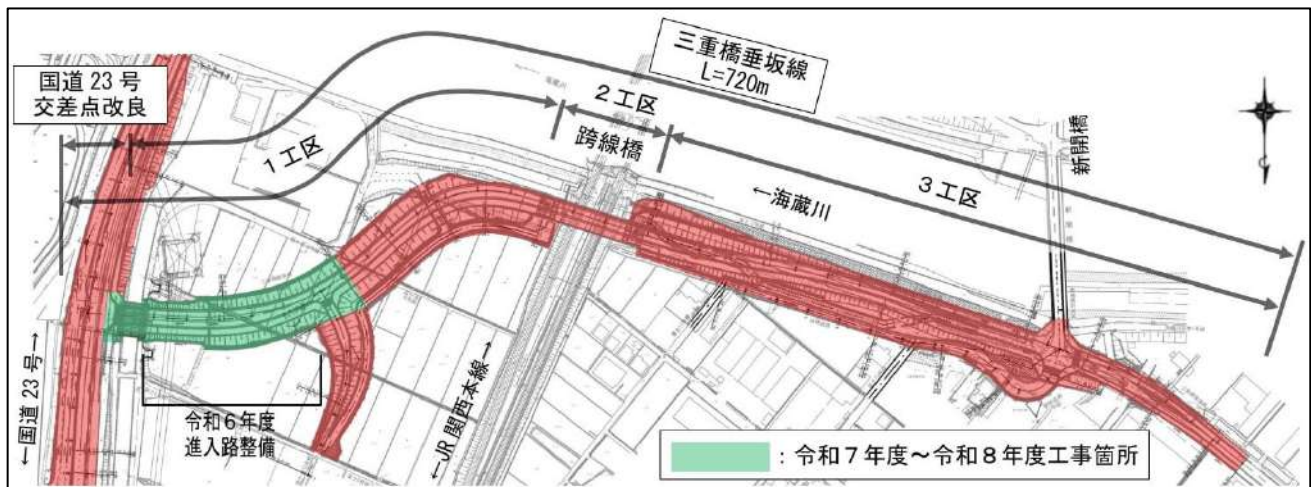 三重橋垂坂線
L=720m
国道23号
交差点改良
1工区
2工区
跨線橋
3工区
←海蔵川
新開橋
←国道23号→
令和6年度
進入路整備
←JR関西本線→
：令和7年度～令和8年度工事箇所